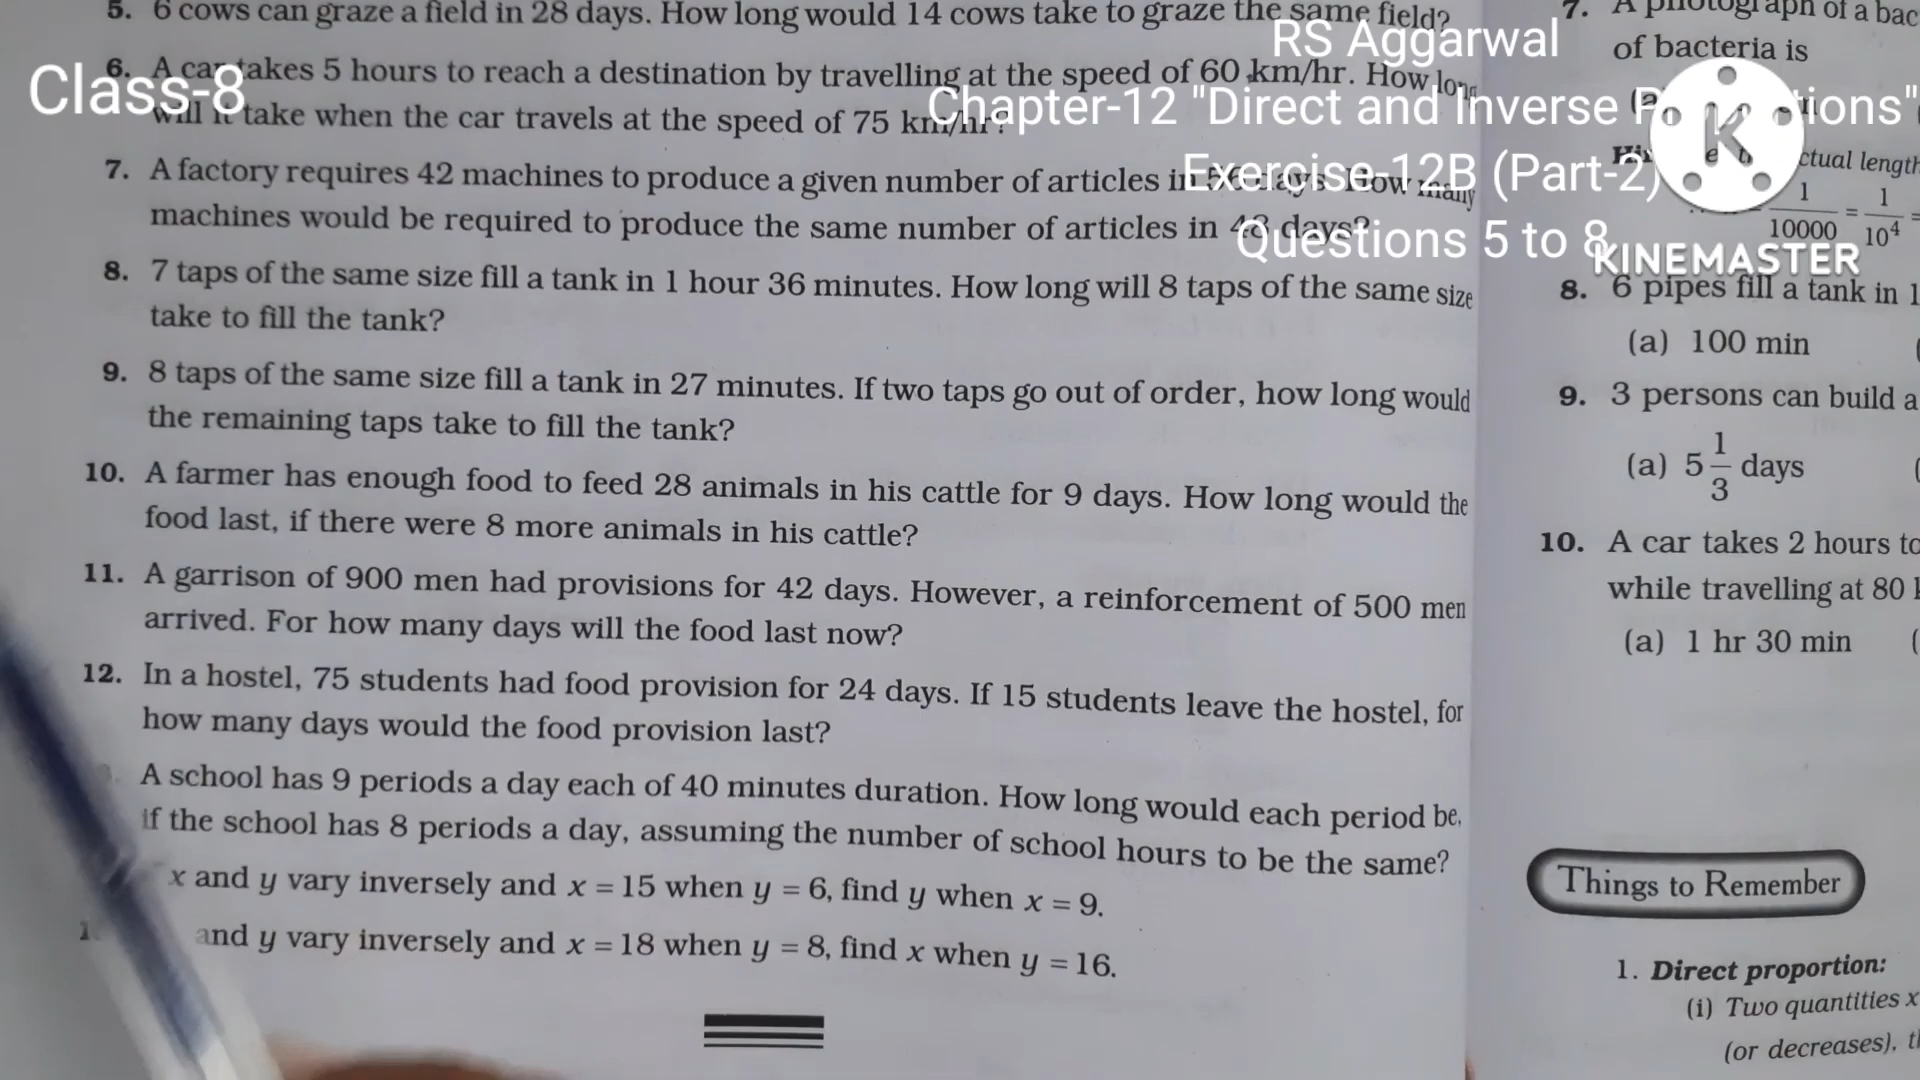 5. 6 cows can graze a field in 28 days. How long would 14 cows take to graze the same field?
6. A car takes 5 hours to reach a destination by travelling at the speed of 60 km/hr. How long
will it take when the car travels at the speed of 75 km/hr?
7. A factory requires 42 machines to produce a given number of articles in 56 days. How many
machines would be required to produce the same number of articles in 48 days?
8. 7 taps of the same size fill a tank in 1 hour 36 minutes. How long will 8 taps of the same size
take to fill the tank?
9. 8 taps of the same size fill a tank in 27 minutes. If two taps go out of order, how long would
the remaining taps take to fill the tank?
10. A farmer has enough food to feed 28 animals in his cattle for 9 days. How long would the
food last, if there were 8 more animals in his cattle?
11. A garrison of 900 men had provisions for 42 days. However, a reinforcement of 500 men
arrived. For how many days will the food last now?
12. In a hostel, 75 students had food provision for 24 days. If 15 students leave the hostel, for
how many days would the food provision last?
A school has 9 periods a day each of 40 minutes duration. How long would each period be,
if the school has 8 periods a day, assuming the number of school hours to be the same?
x and y vary inversely and x = 15 when y = 6, find y when x = 9.
and y vary inversely and x = 18 when y = 8, find x when y = 16.
Class-8
RS Aggarwal
Chapter-12 "Direct and Inverse
Exercise-12B (Part-2)
Questions 5 to 8
KINEMASTER
7. A photograph of a bac
of bacteria is
ctual length
1/10000 = 1/10⁴ =
8. 6 pipes fill a tank in 1
(a) 100 min
9. 3 persons can build a
(a) 5 1/3 days
10. A car takes 2 hours to
while travelling at 80
(a) 1 hr 30 min
Things to Remember
1. Direct proportion:
(i) Two quantities x
(or decreases), t